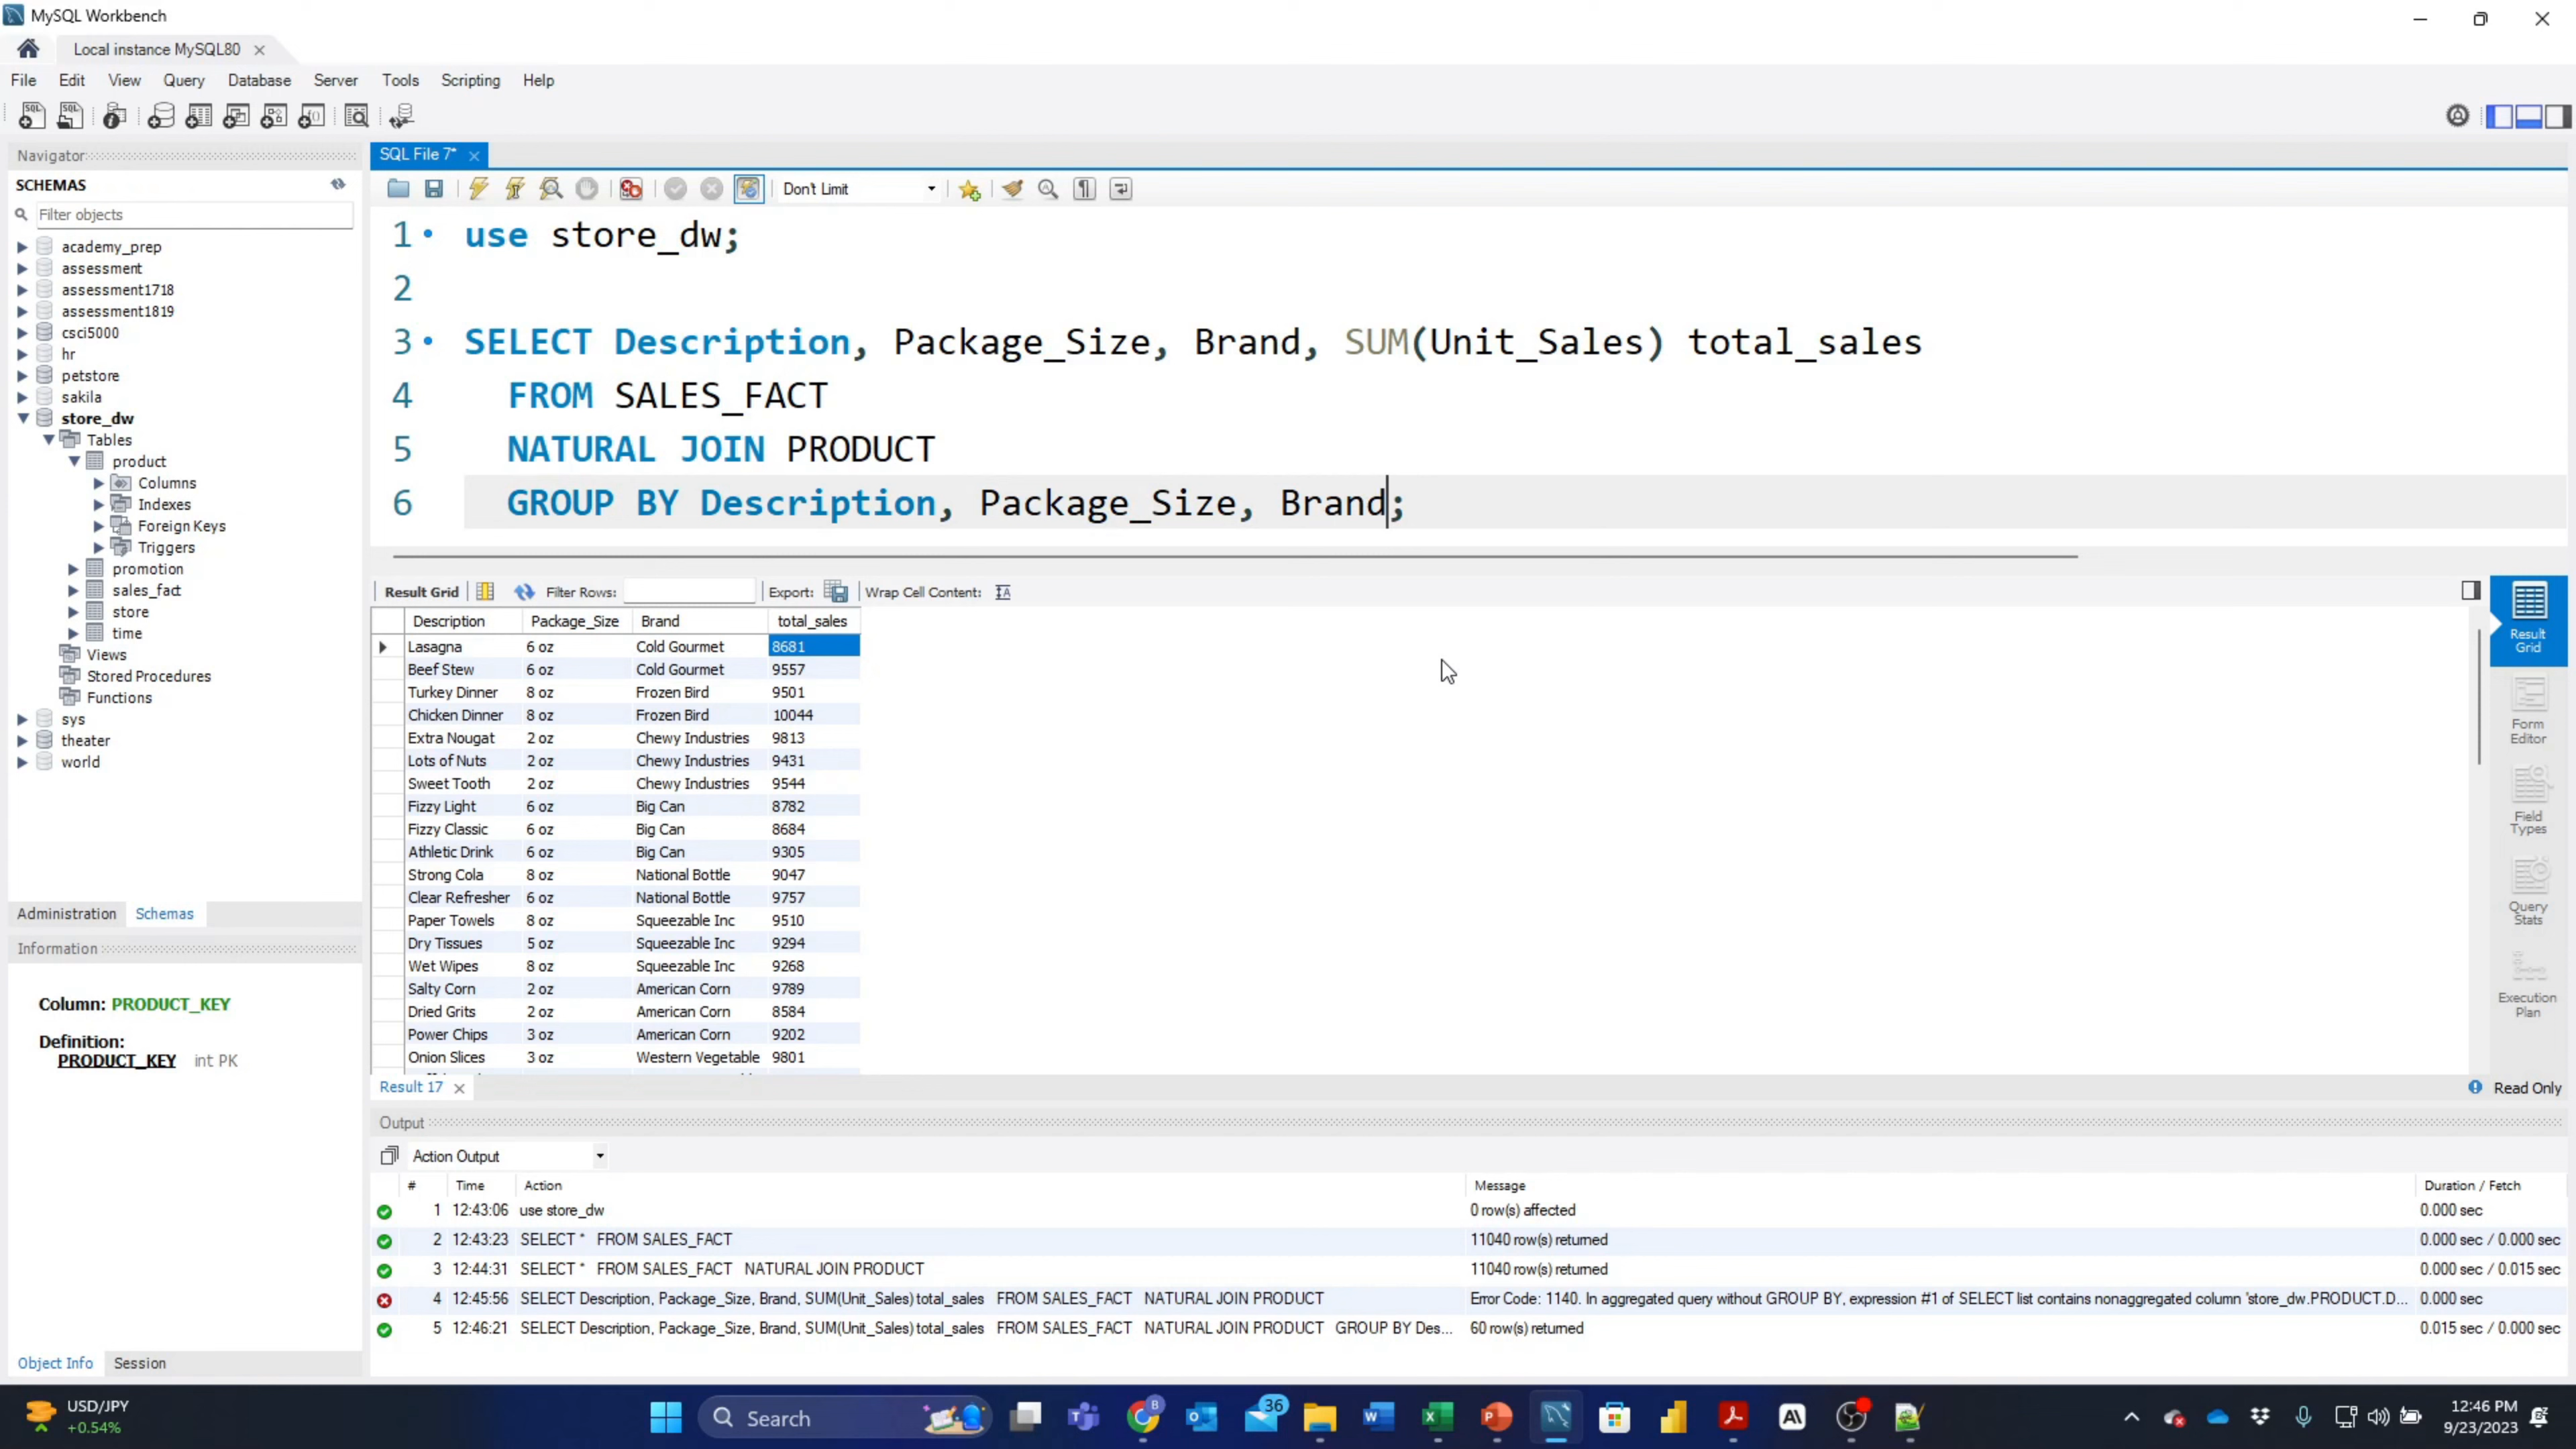 MySQL Workbench
Local instance MySQL80
File Edit View Query Database Server Tools Scripting Help
Navigator
SCHEMAS
Filter objects
academy_prep
assessment
assessment1718
assessment1819
csci5000
hr
petstore
sakila
store_dw
Tables
product
Columns
Indexes
Foreign Keys
Triggers
promotion
sales_fact
store
time
Views
Stored Procedures
Functions
sys
theater
world
Administration Schemas
Information
Column: PRODUCT_KEY
Definition:
PRODUCT_KEY int PK
Object Info Session
SQL File 7*
Don't Limit
1 use store_dw;
2
3 SELECT Description, Package_Size, Brand, SUM(Unit_Sales) total_sales
4 FROM SALES_FACT
5 NATURAL JOIN PRODUCT
6 GROUP BY Description, Package_Size, Brand;
Result Grid Filter Rows: Export: Wrap Cell Content:
Description Package_Size Brand total_sales
Lasagna 6 oz Cold Gourmet 8681
Beef Stew 6 oz Cold Gourmet 9557
Turkey Dinner 8 oz Frozen Bird 9501
Chicken Dinner 8 oz Frozen Bird 10044
Extra Nougat 2 oz Chewy Industries 9813
Lots of Nuts 2 oz Chewy Industries 9431
Sweet Tooth 2 oz Chewy Industries 9544
Fizzy Light 6 oz Big Can 8782
Fizzy Classic 6 oz Big Can 8684
Athletic Drink 6 oz Big Can 9305
Strong Cola 8 oz National Bottle 9047
Clear Refresher 6 oz National Bottle 9757
Paper Towels 8 oz Squeezable Inc 9510
Dry Tissues 5 oz Squeezable Inc 9294
Wet Wipes 8 oz Squeezable Inc 9268
Salty Corn 2 oz American Corn 9789
Dried Grits 2 oz American Corn 8584
Power Chips 3 oz American Corn 9202
Onion Slices 3 oz Western Vegetable 9801
Result Grid
Form Editor
Field Types
Query Stats
Execution Plan
Result 17
Read Only
Output
Action Output
# Time Action Message Duration / Fetch
1 12:43:06 use store_dw 0 row(s) affected 0.000 sec
2 12:43:23 SELECT * FROM SALES_FACT 11040 row(s) returned 0.000 sec / 0.000 sec
3 12:44:31 SELECT * FROM SALES_FACT NATURAL JOIN PRODUCT 11040 row(s) returned 0.000 sec / 0.015 sec
4 12:45:56 SELECT Description, Package_Size, Brand, SUM(Unit_Sales) total_sales FROM SALES_FACT NATURAL JOIN PRODUCT Error Code: 1140. In aggregated query without GROUP BY, expression #1 of SELECT list contains nonaggregated column 'store_dw.PRODUCT.D... 0.000 sec
5 12:46:21 SELECT Description, Package_Size, Brand, SUM(Unit_Sales) total_sales FROM SALES_FACT NATURAL JOIN PRODUCT GROUP BY Des... 60 row(s) returned 0.015 sec / 0.000 sec
USD/JPY
+0.54%
Search
36
12:46 PM
9/23/2023